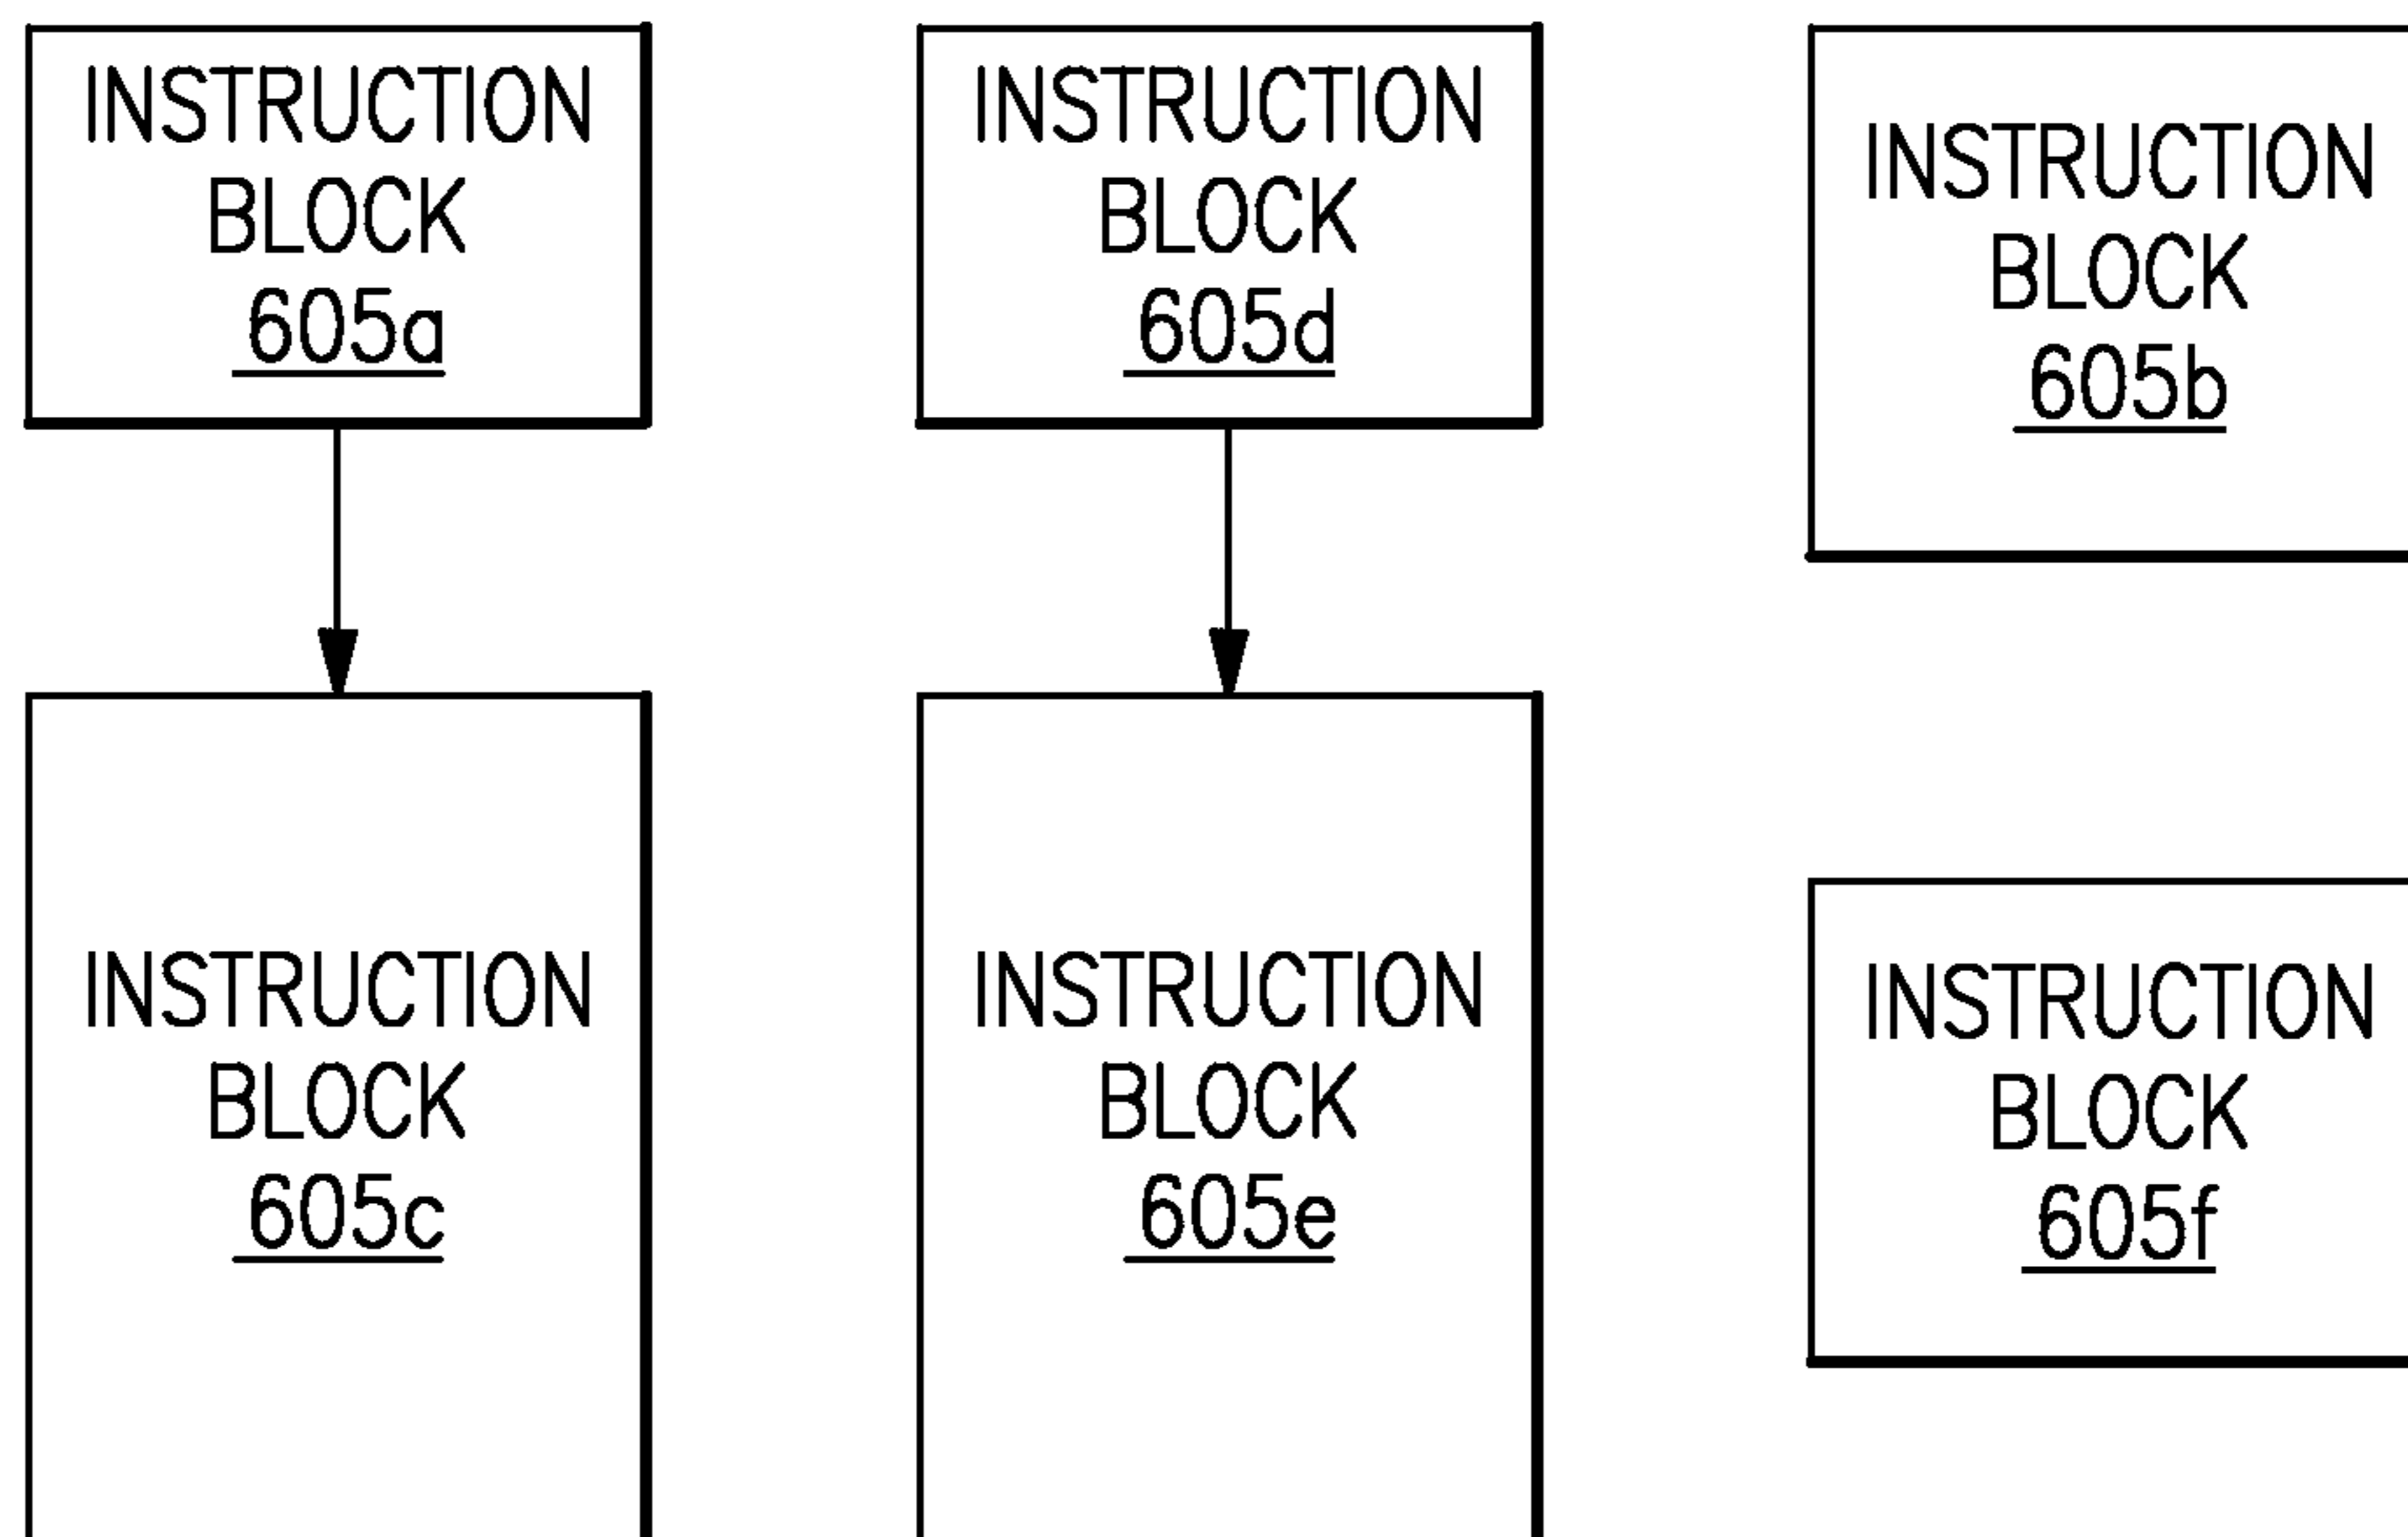 INSTRUCTION
BLOCK
605a
INSTRUCTION
BLOCK
605d
INSTRUCTION
BLOCK
605b
INSTRUCTION
BLOCK
605c
INSTRUCTION
BLOCK
605e
INSTRUCTION
BLOCK
605f